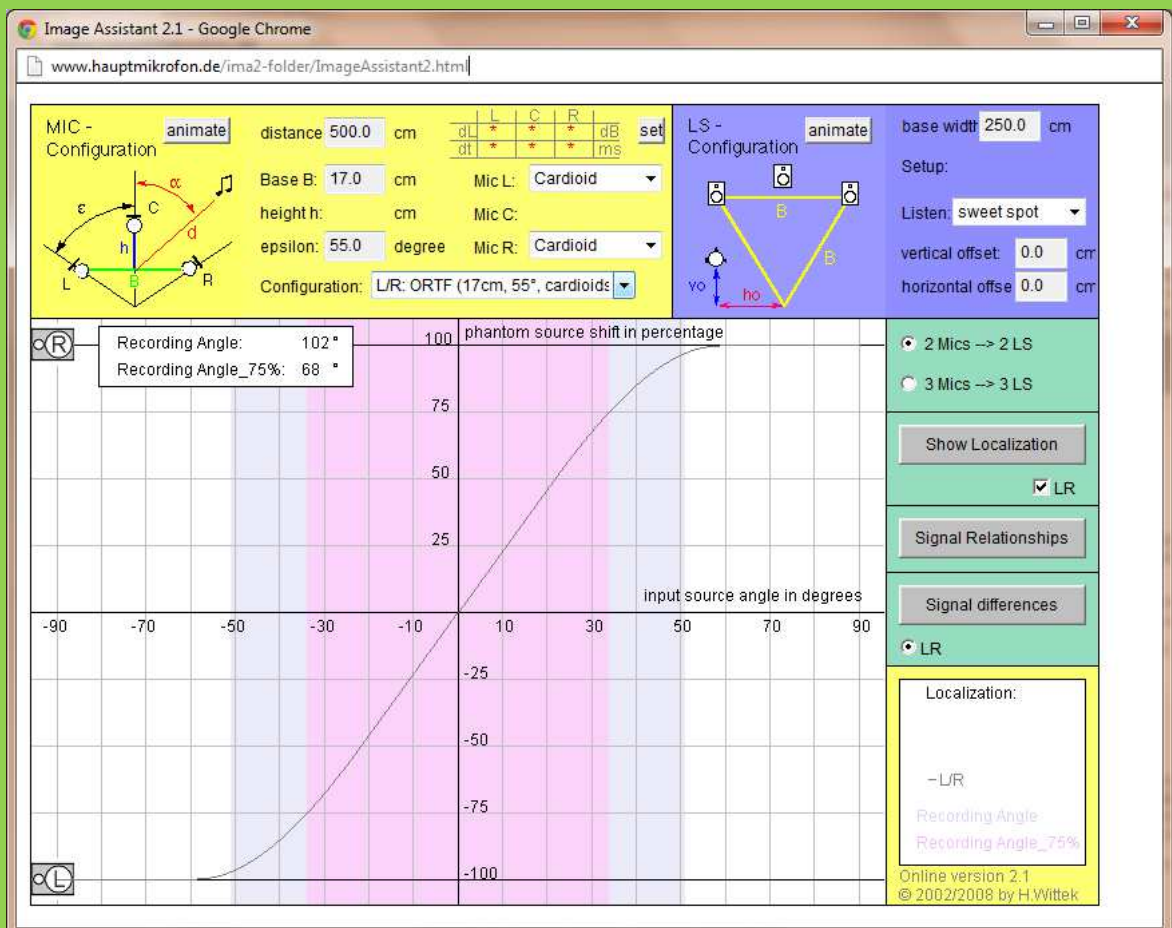 Image Assistant 2.1 - Google Chrome
www.hauptmikrofon.de/ima2-folder/ImageAssistant2.html
MIC -
Configuration
animate
α
ε
C
d
h
B
L
R
distance 500.0 cm
Base B: 17.0 cm
height h: cm
epsilon: 55.0 degree
L C R
dL * * * dB
dt * * * ms
set
Mic L: Cardioid
Mic C:
Mic R: Cardioid
Configuration: L/R: ORTF (17cm, 55°, cardioids
LS -
Configuration
animate
B
B
vo
ho
base width 250.0 cm
Setup:
Listen: sweet spot
vertical offset: 0.0 cm
horizontal offse 0.0 cm
R
Recording Angle: 102 °
Recording Angle_75%: 68 °
phantom source shift in percentage
100
75
50
25
input source angle in degrees
-90 -70 -50 -30 -10 10 30 50 70 90
-25
-50
-75
-100
L
2 Mics --> 2 LS
3 Mics --> 3 LS
Show Localization
LR
Signal Relationships
Signal differences
LR
Localization:
- L/R
Recording Angle
Recording Angle_75%
Online version 2.1
© 2002/2008 by H.Wittek